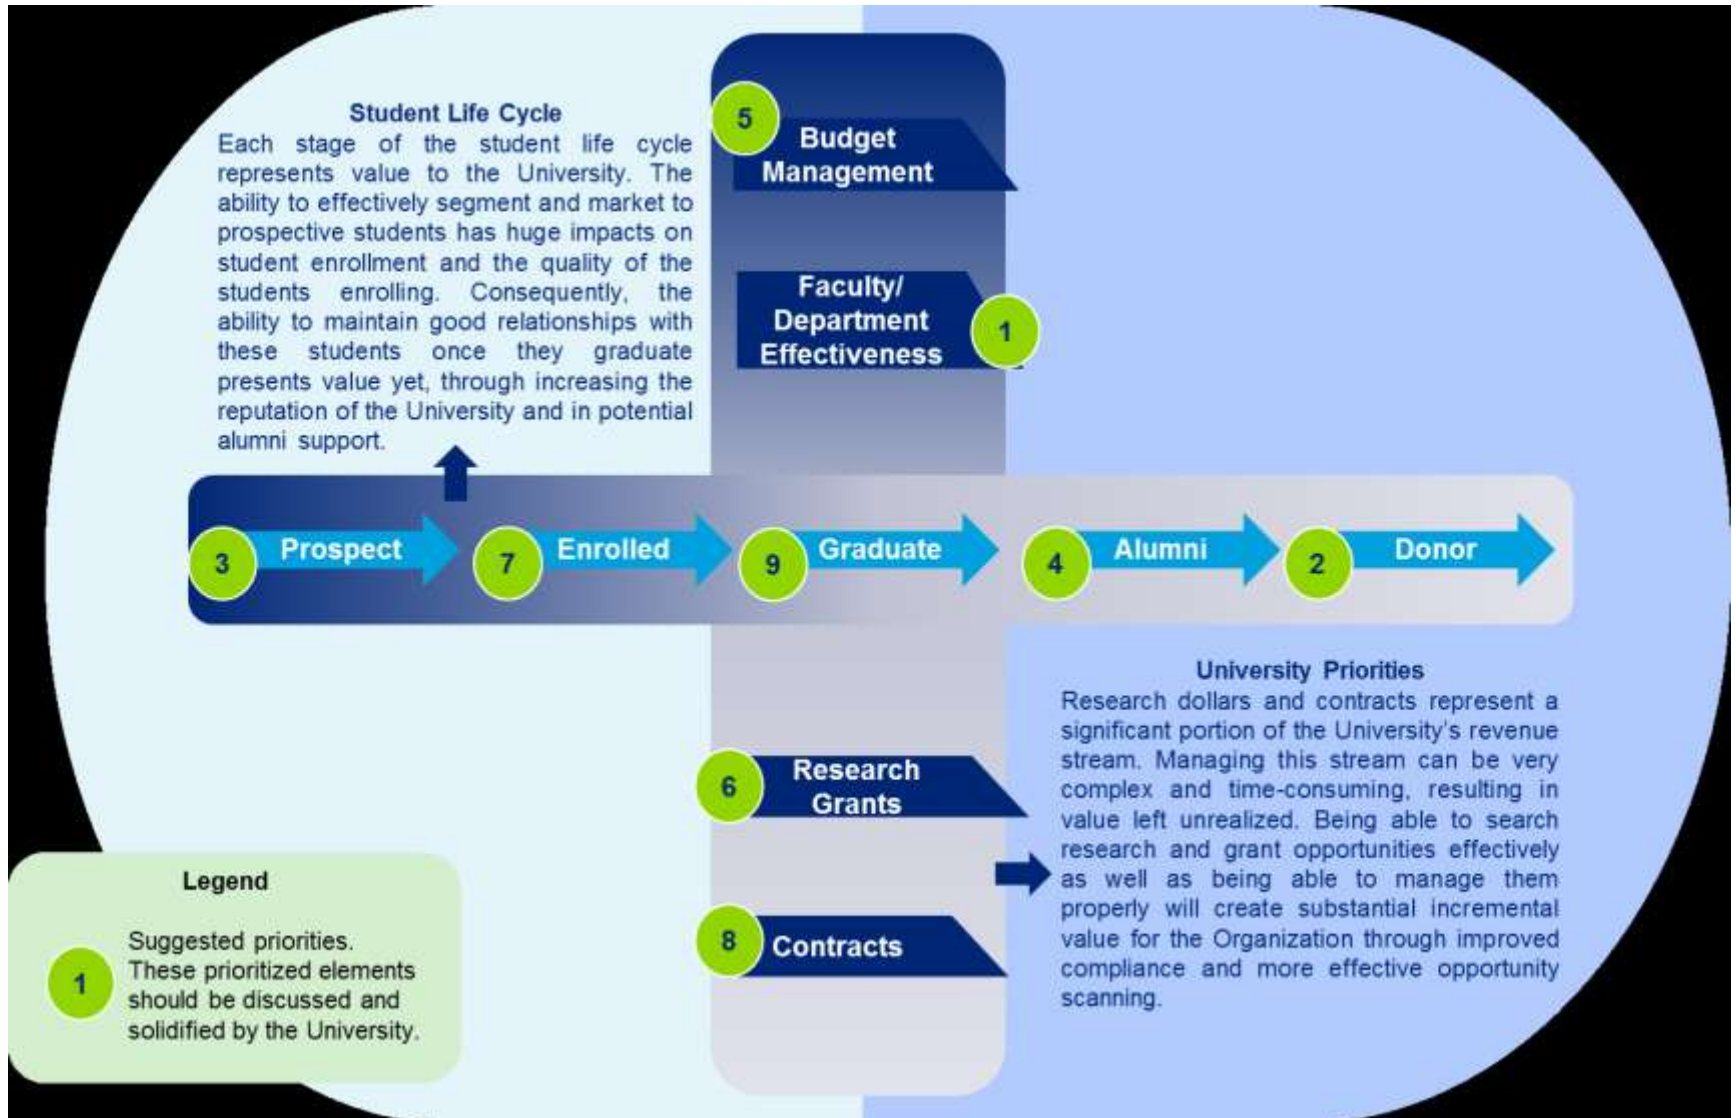 Student Life Cycle
Each stage of the student life cycle
represents value to the University. The
ability to effectively segment and market to
prospective students has huge impacts on
student enrollment and the quality of the
students enrolling. Consequently, the
ability to maintain good relationships with
these students once they graduate
presents value yet, through increasing the
reputation of the University and in potential
alumni support.
5
Budget
Management
Faculty/
Department
Effectiveness
1
3
Prospect
7
Enrolled
9
Graduate
4
Alumni
2
Donor
6
Research
Grants
8
Contracts
University Priorities
Research dollars and contracts represent a
significant portion of the University's revenue
stream. Managing this stream can be very
complex and time-consuming, resulting in
value left unrealized. Being able to search
research and grant opportunities effectively
as well as being able to manage them
properly will create substantial incremental
value for the Organization through improved
compliance and more effective opportunity
scanning.
Legend
1
Suggested priorities.
These prioritized elements
should be discussed and
solidified by the University.